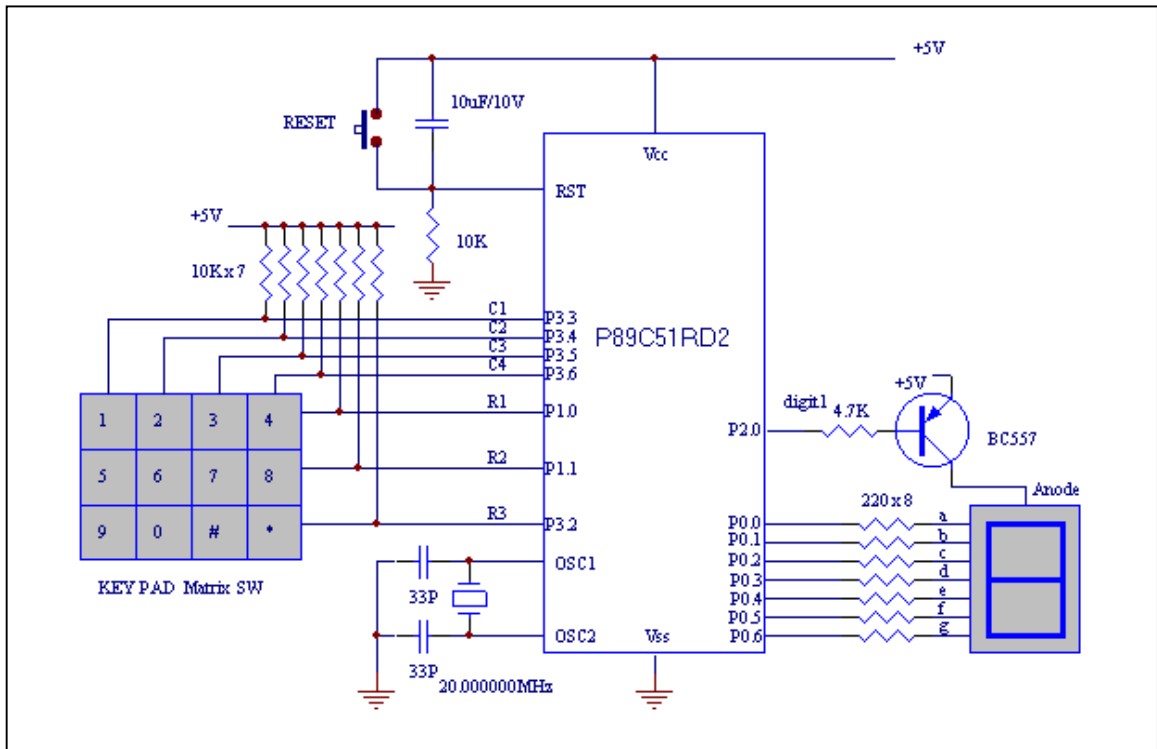 +5V
10uF/10V
RESET
Vcc
RST
+5V
10K
10K x 7
C1
P3.3
C2
P3.4
P89C51RD2
C3
P3.5
C4
P3.6
+5V
1
2
3
4
R1
P1.0
digit1
4.7K
P2.0
BC557
5
6
7
8
R2
P1.1
Anode
220 x 8
9
0
#
*
R3
P3.2
P0.0
a
P0.1
b
P0.2
c
P0.3
d
P0.4
e
P0.5
f
P0.6
g
OSC1
KEY PAD Matrix SW
33P
OSC2
Vss
33P
20.000000MHz